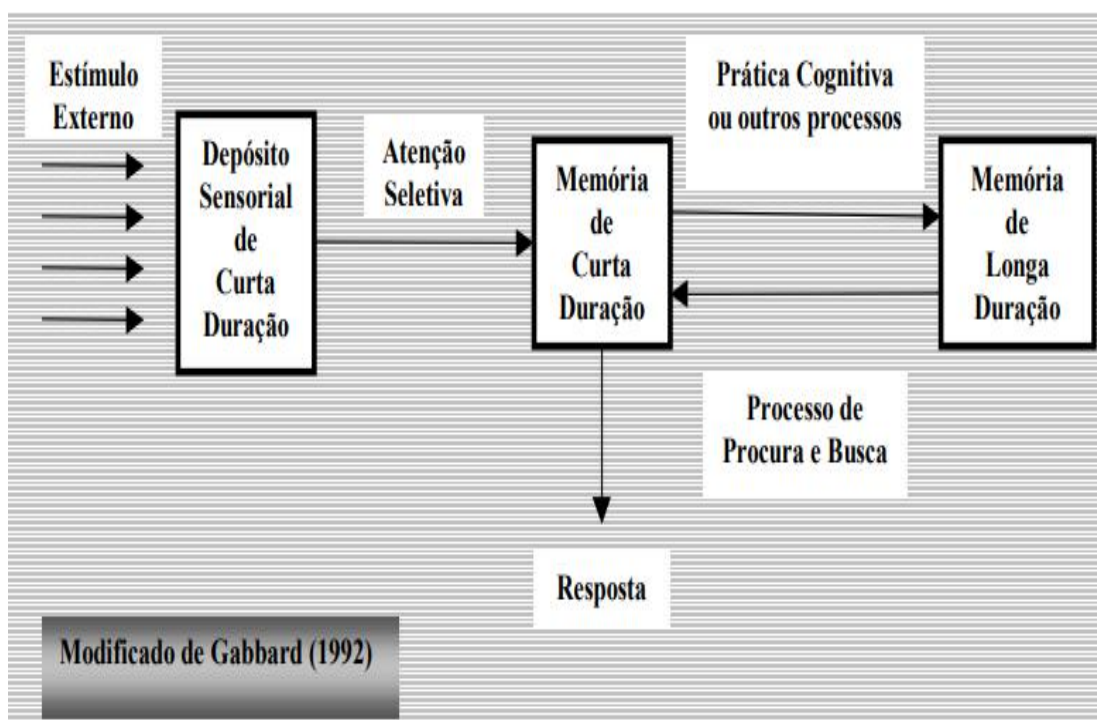 Estímulo
Externo
Depósito
Sensorial
de
Curta
Duração
Atenção
Seletiva
Memória
de
Curta
Duração
Prática Cognitiva
ou outros processos
Memória
de
Longa
Duração
Processo de
Procura e Busca
Resposta
Modificado de Gabbard (1992)